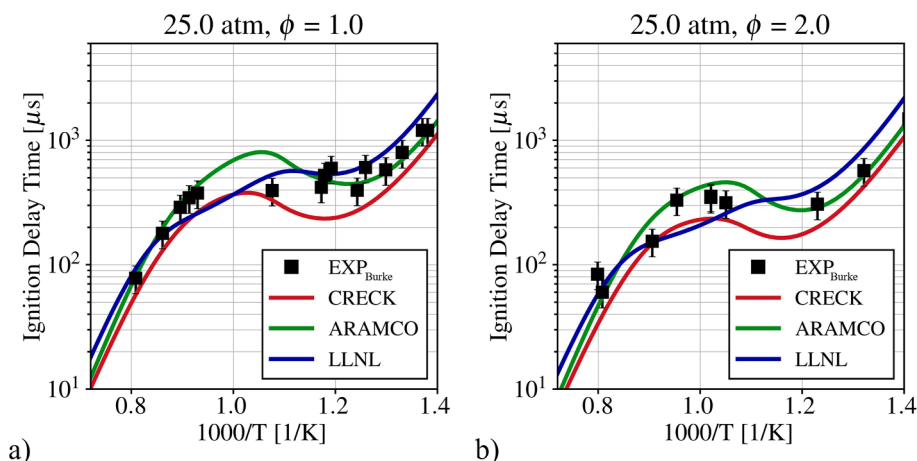 25.0 atm, ϕ = 1.0
Ignition Delay Time [μs]
10³
10²
10¹
EXP_Burke
CRECK
ARAMCO
LLNL
0.8 1.0 1.2 1.4
1000/T [1/K]
a)
25.0 atm, ϕ = 2.0
Ignition Delay Time [μs]
10³
10²
10¹
EXP_Burke
CRECK
ARAMCO
LLNL
0.8 1.0 1.2 1.4
1000/T [1/K]
b)